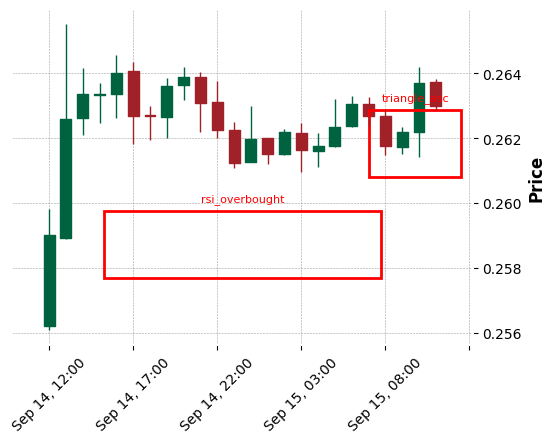 triangle_asc
0.264
0.262
rsi_overbought
0.260
0.258
0.256
Price
Sep 14, 12:00
Sep 14, 17:00
Sep 14, 22:00
Sep 15, 03:00
Sep 15, 08:00